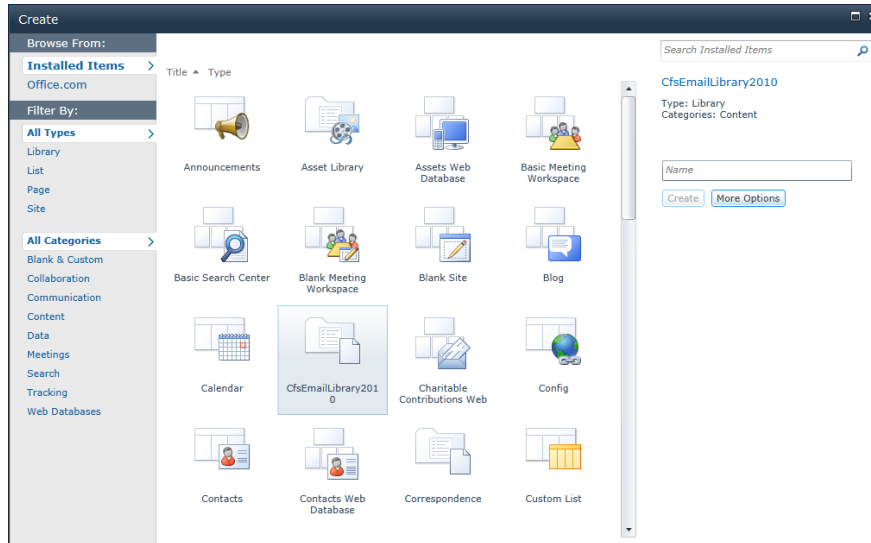 Create
Browse From:
Installed Items
Office.com
Filter By:
All Types
Library
List
Page
Site
All Categories
Blank & Custom
Collaboration
Communication
Content
Data
Meetings
Search
Tracking
Web Databases
Title Type
Announcements
Asset Library
Assets Web
Database
Basic Meeting
Workspace
Basic Search Center
Blank Meeting
Workspace
Blank Site
Blog
Calendar
CfsEmailLibrary201
0
Charitable
Contributions Web
Config
Contacts
Contacts Web
Database
Correspondence
Custom List
Search Installed Items
CfsEmailLibrary2010
Type: Library
Categories: Content
Name
Create More Options